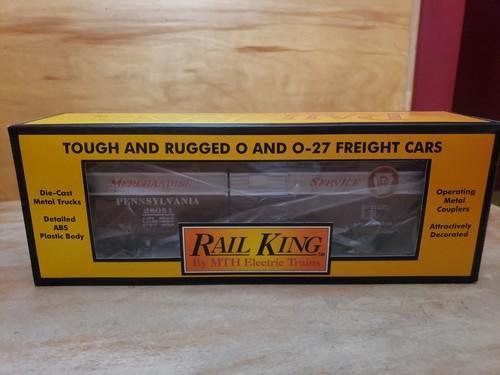 TOUGH AND RUGGED O AND O-27 FREIGHT CARS
Die-Cast
Metal Trucks
Detailed
ABS
Plastic Body
MERCHANDISE SERVICE
PENNSYLVANIA
Operating
Metal
Couplers
Attractively
Decorated
RAIL KING
By MTH Electric Trains